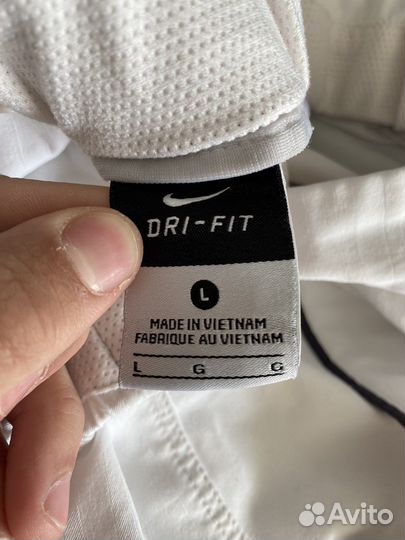 DRI-FIT
L
MADE IN VIETNAM
FABRIQUE AU VIETNAM
L G G
Avito